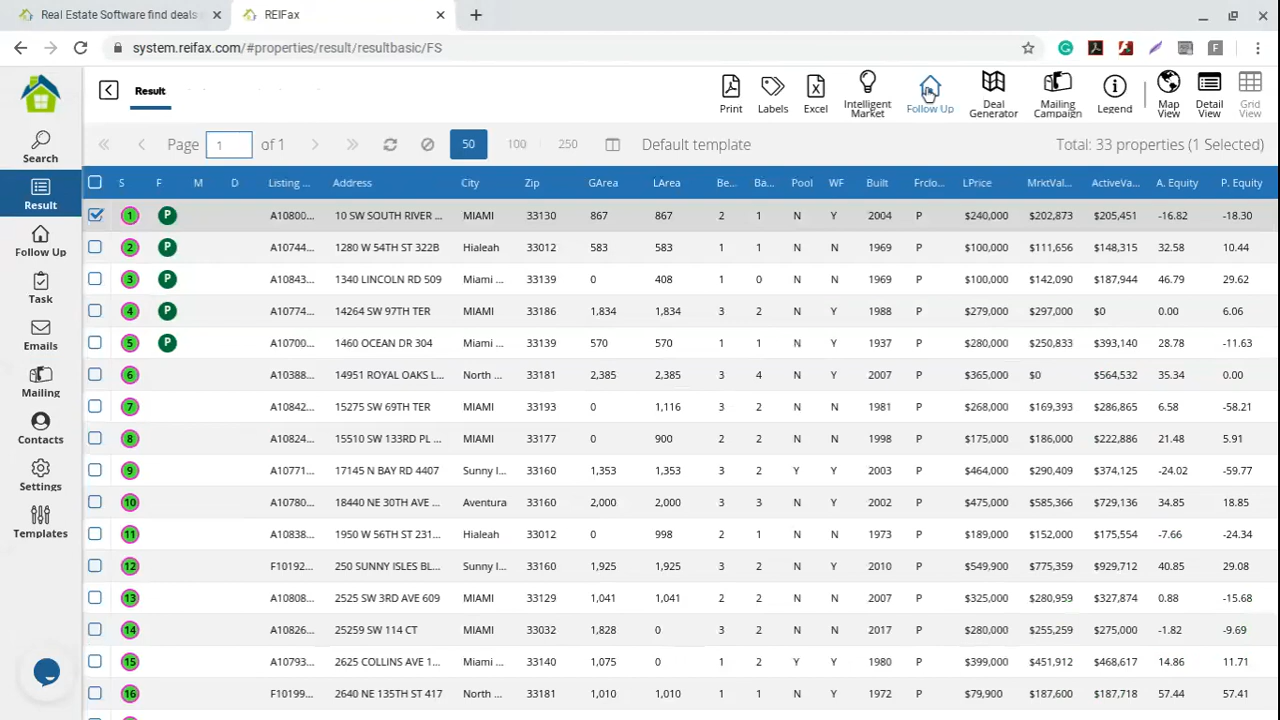 Real Estate Software find deals
REIFax
system.reifax.com/#properties/result/resultbasic/FS
Result
Print
Labels
Excel
Intelligent Market
Follow Up
Deal Generator
Mailing Campaign
Legend
Map View
Detail View
Grid View
Search
Result
Follow Up
Task
Emails
Mailing
Contacts
Settings
Templates
Page 1 of 1 50 100 250 Default template Total: 33 properties (1 Selected)
S F M D Listing ... Address City Zip GArea LArea Be... Ba... Pool WF Built Frclo... LPrice MrktVal... ActiveVa... A. Equity P. Equity
1 P A10800... 10 SW SOUTH RIVER ... MIAMI 33130 867 867 2 1 N Y 2004 P $240,000 $202,873 $205,451 -16.82 -18.30
2 P A10744... 1280 W 54TH ST 322B Hialeah 33012 583 583 1 1 N N 1969 P $100,000 $111,656 $148,315 32.58 10.44
3 P A10843... 1340 LINCOLN RD 509 Miami ... 33139 0 408 1 0 N N 1969 P $100,000 $142,090 $187,944 46.79 29.62
4 P A10774... 14264 SW 97TH TER MIAMI 33186 1,834 1,834 3 2 N Y 1988 P $279,000 $297,000 $0 0.00 6.06
5 P A10700... 1460 OCEAN DR 304 Miami ... 33139 570 570 1 1 N Y 1937 P $280,000 $250,833 $393,140 28.78 -11.63
6 A10388... 14951 ROYAL OAKS L... North ... 33181 2,385 2,385 3 4 N Y 2007 P $365,000 $0 $564,532 35.34 0.00
7 A10842... 15275 SW 69TH TER MIAMI 33193 0 1,116 3 2 N N 1981 P $268,000 $169,393 $286,865 6.58 -58.21
8 A10824... 15510 SW 133RD PL ... MIAMI 33177 0 900 2 2 N N 1998 P $175,000 $186,000 $222,886 21.48 5.91
9 A10771... 17145 N BAY RD 4407 Sunny I... 33160 1,353 1,353 3 2 Y Y 2003 P $464,000 $290,409 $374,125 -24.02 -59.77
10 A10780... 18440 NE 30TH AVE ... Aventura 33160 2,000 2,000 3 3 N N 2002 P $475,000 $585,366 $729,136 34.85 18.85
11 A10838... 1950 W 56TH ST 231... Hialeah 33012 0 998 2 1 N N 1973 P $189,000 $152,000 $175,554 -7.66 -24.34
12 F10192... 250 SUNNY ISLES BL... Sunny I... 33160 1,925 1,925 3 2 N Y 2010 P $549,900 $775,359 $929,712 40.85 29.08
13 A10808... 2525 SW 3RD AVE 609 MIAMI 33129 1,041 1,041 2 2 N Y 2007 P $325,000 $280,959 $327,874 0.88 -15.68
14 A10826... 25259 SW 114 CT MIAMI 33032 1,828 0 3 2 N N 2017 P $280,000 $255,259 $275,000 -1.82 -9.69
15 A10793... 2625 COLLINS AVE 1... Miami ... 33140 1,075 0 1 2 Y Y 1980 P $399,000 $451,912 $468,617 14.86 11.71
16 F10199... 2640 NE 135TH ST 417 North ... 33181 1,010 1,010 1 1 N Y 1972 P $79,900 $187,600 $187,718 57.44 57.41